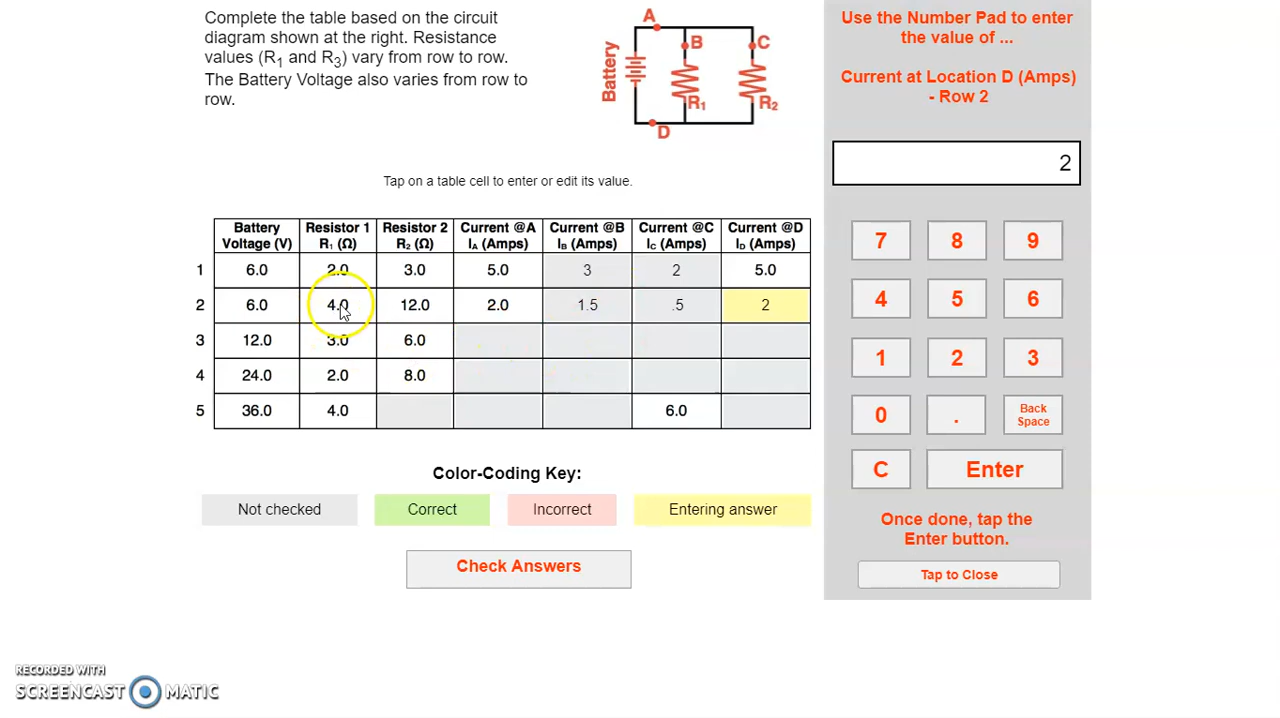 Complete the table based on the circuit
diagram shown at the right. Resistance
values (R1 and R3) vary from row to row.
The Battery Voltage also varies from row to
row.
A
B
C
Battery
R1
R2
D
Tap on a table cell to enter or edit its value.
Battery Voltage (V) Resistor 1 R1 (Ω) Resistor 2 R2 (Ω) Current @A IA (Amps) Current @B IB (Amps) Current @C IC (Amps) Current @D ID (Amps)
1 6.0 2.0 3.0 5.0 3 2 5.0
2 6.0 4.0 12.0 2.0 1.5 .5 2
3 12.0 3.0 6.0
4 24.0 2.0 8.0
5 36.0 4.0 6.0
Color-Coding Key:
Not checked Correct Incorrect Entering answer
Check Answers
Use the Number Pad to enter
the value of ...
Current at Location D (Amps)
- Row 2
2
7 8 9
4 5 6
1 2 3
0 . Back Space
C Enter
Once done, tap the
Enter button.
Tap to Close
RECORDED WITH
SCREENCAST MATIC